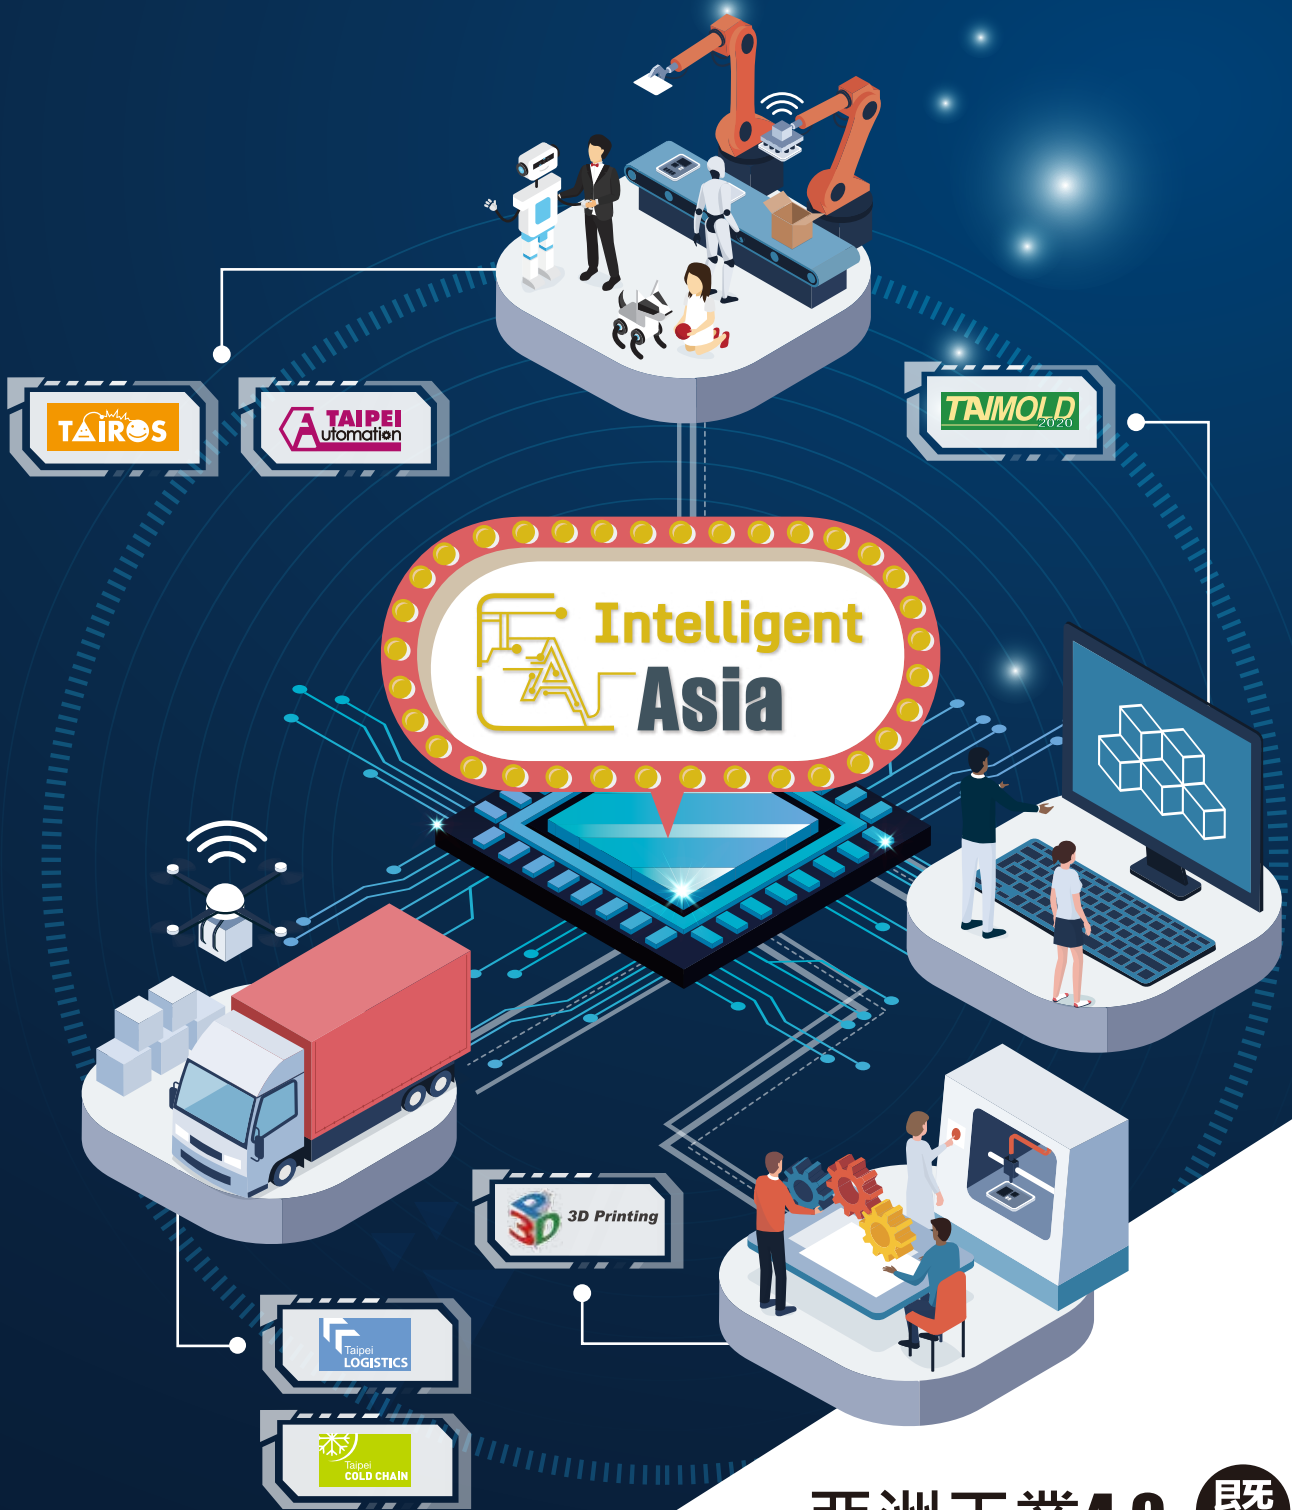 TAIROS
TAIPEI
Automation
TAIMOLD
2020
Intelligent
Asia
3D Printing
Taipei
LOGISTICS
Taipei
COLD CHAIN